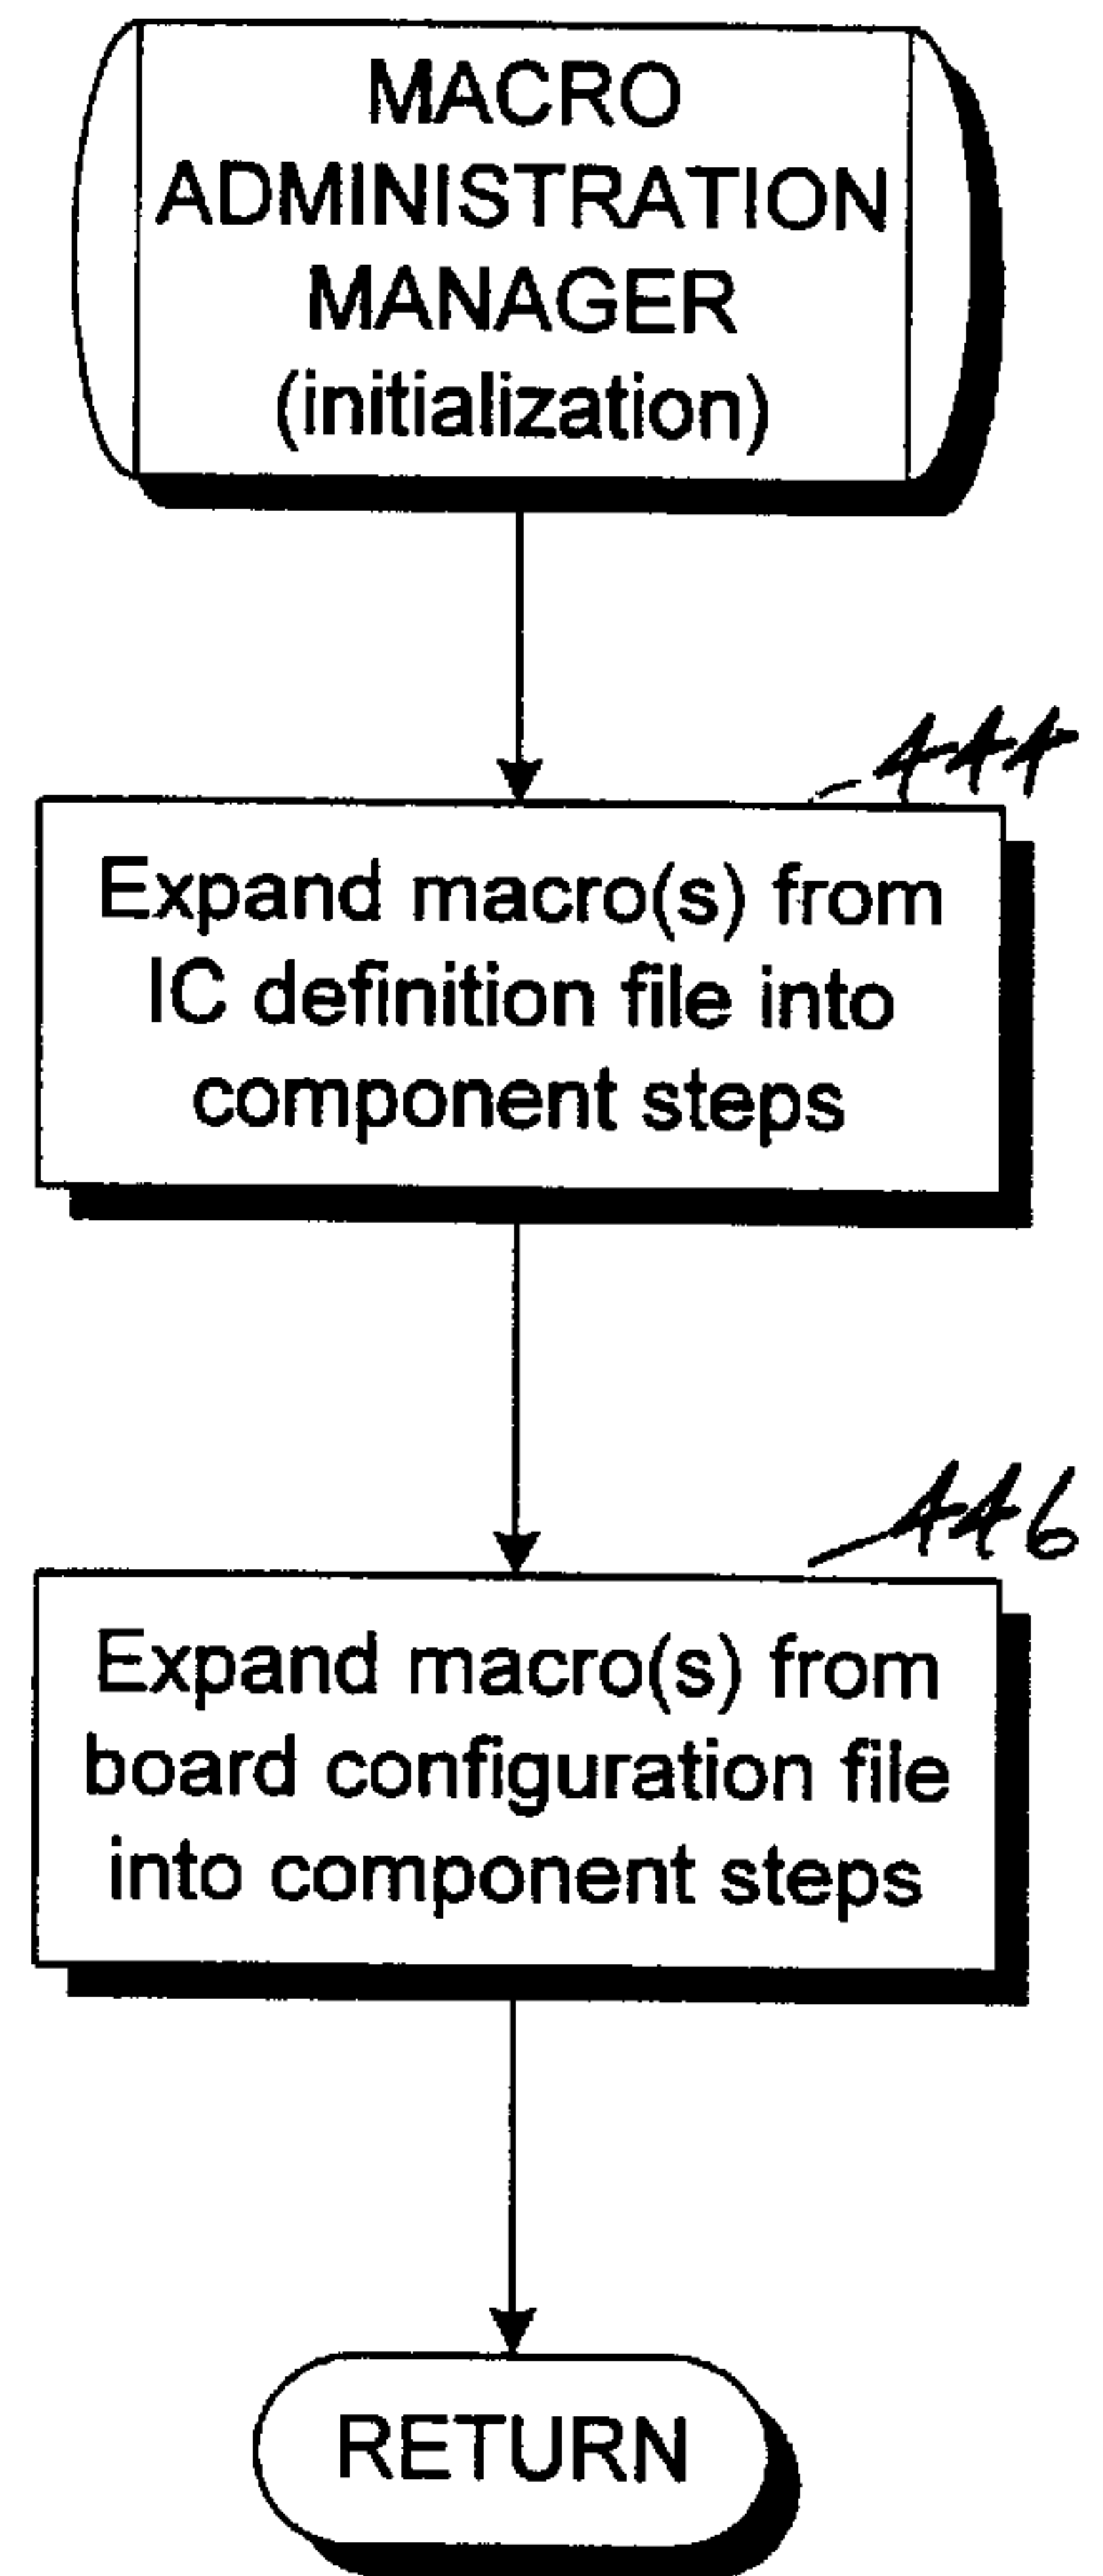 MACRO
ADMINISTRATION
MANAGER
(initialization)
444
Expand macro(s) from
IC definition file into
component steps
446
Expand macro(s) from
board configuration file
into component steps
RETURN